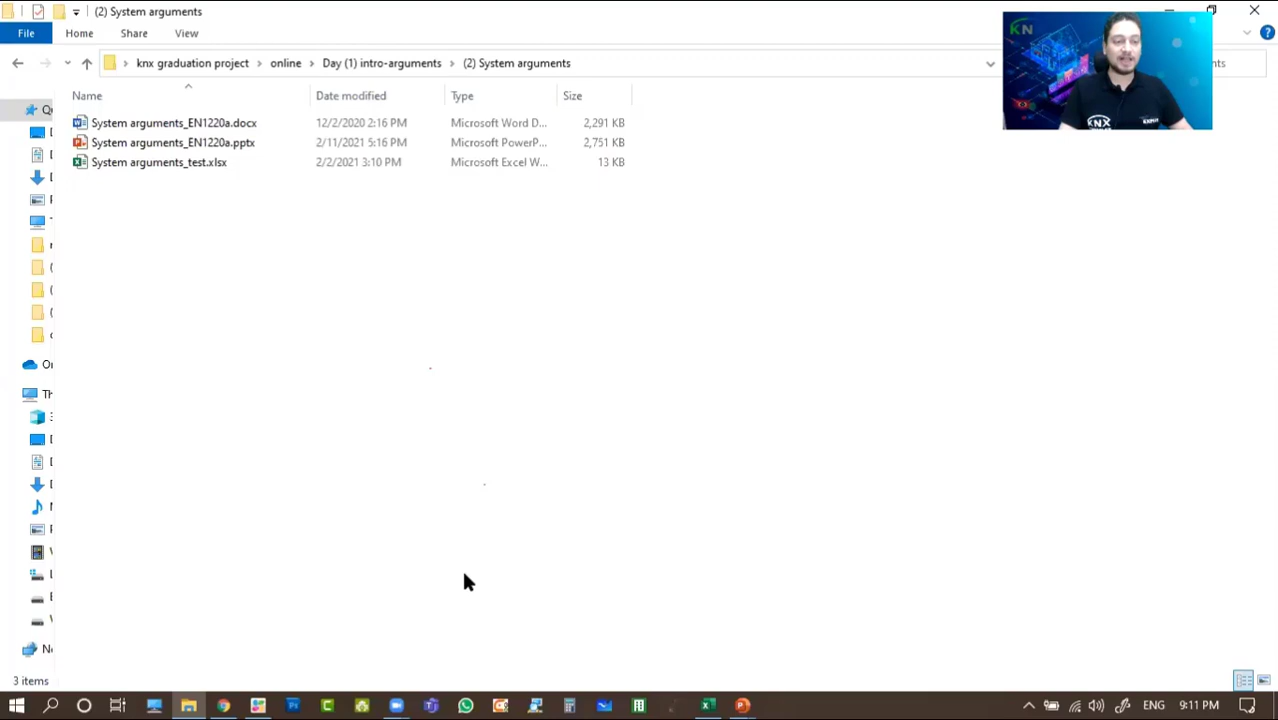 (2) System arguments
File Home Share View
knx graduation project > online > Day (1) intro-arguments > (2) System arguments
Name Date modified Type Size
System arguments_EN1220a.docx 12/2/2020 2:16 PM Microsoft Word D... 2,291 KB
System arguments_EN1220a.pptx 2/11/2021 5:16 PM Microsoft PowerP... 2,751 KB
System arguments_test.xlsx 2/2/2021 3:10 PM Microsoft Excel W... 13 KB
KN
KNX
3 items
ENG 9:11 PM